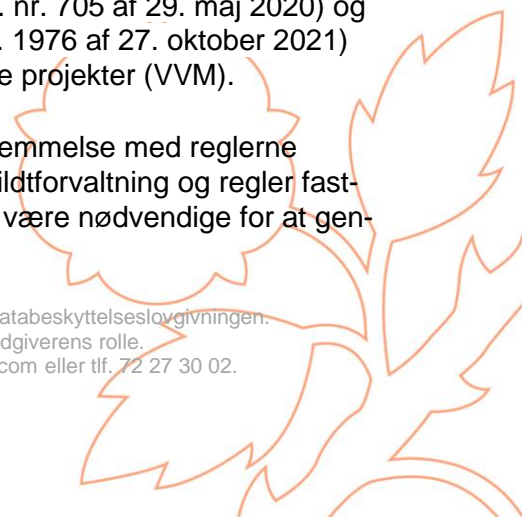 . nr. 705 af 29. maj 2020) og
. 1976 af 27. oktober 2021)
e projekter (VVM).
emmelse med reglerne
ildtforvaltning og regler fast-
være nødvendige for at gen-
atabeskyttelseslovgivningen.
dgiverens rolle.
com eller tlf. 72 27 30 02.